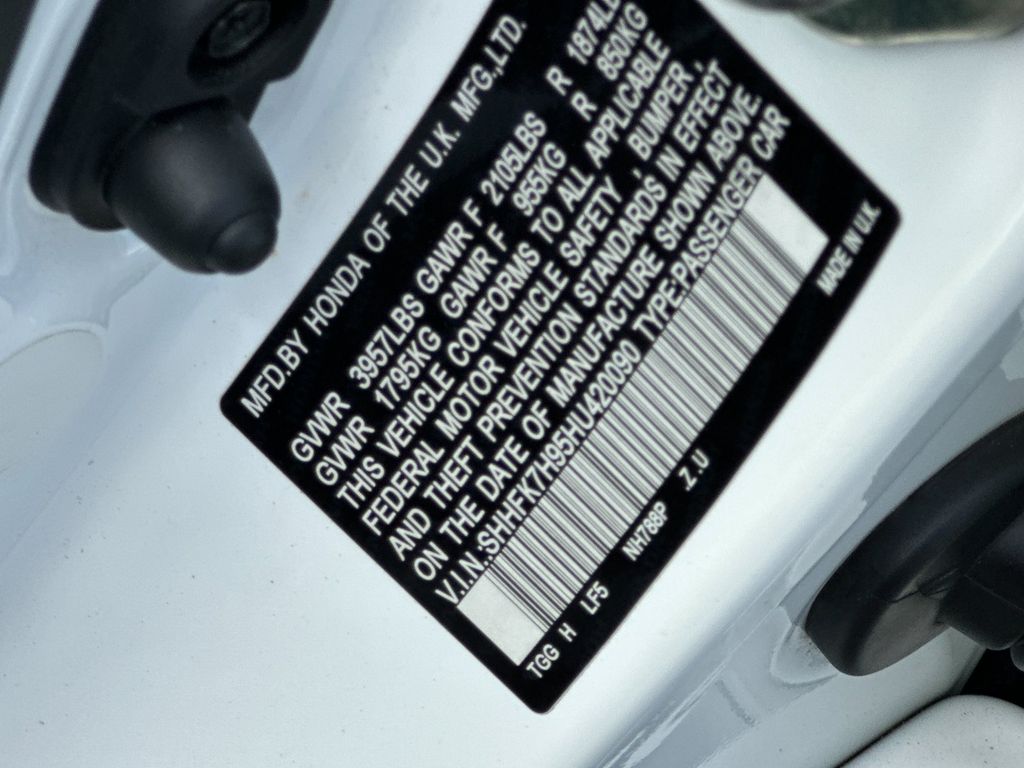 MFD.BY HONDA OF THE U.K. MFG.,LTD.
GVWR 3957LBS GAWR F 2105LBS R 1874LB
GVWR 1795KG GAWR F 955KG R 850KG
THIS VEHICLE CONFORMS TO ALL APPLICABLE
FEDERAL MOTOR VEHICLE SAFETY , BUMPER ,
AND THEFT PREVENTION STANDARDS IN EFFECT
ON THE DATE OF MANUFACTURE SHOWN ABOVE.
V.I.N.:SHHFK7H95HU420090 TYPE:PASSENGER CAR
TGG H LF5 NH788P Z.U MADE IN U.K.